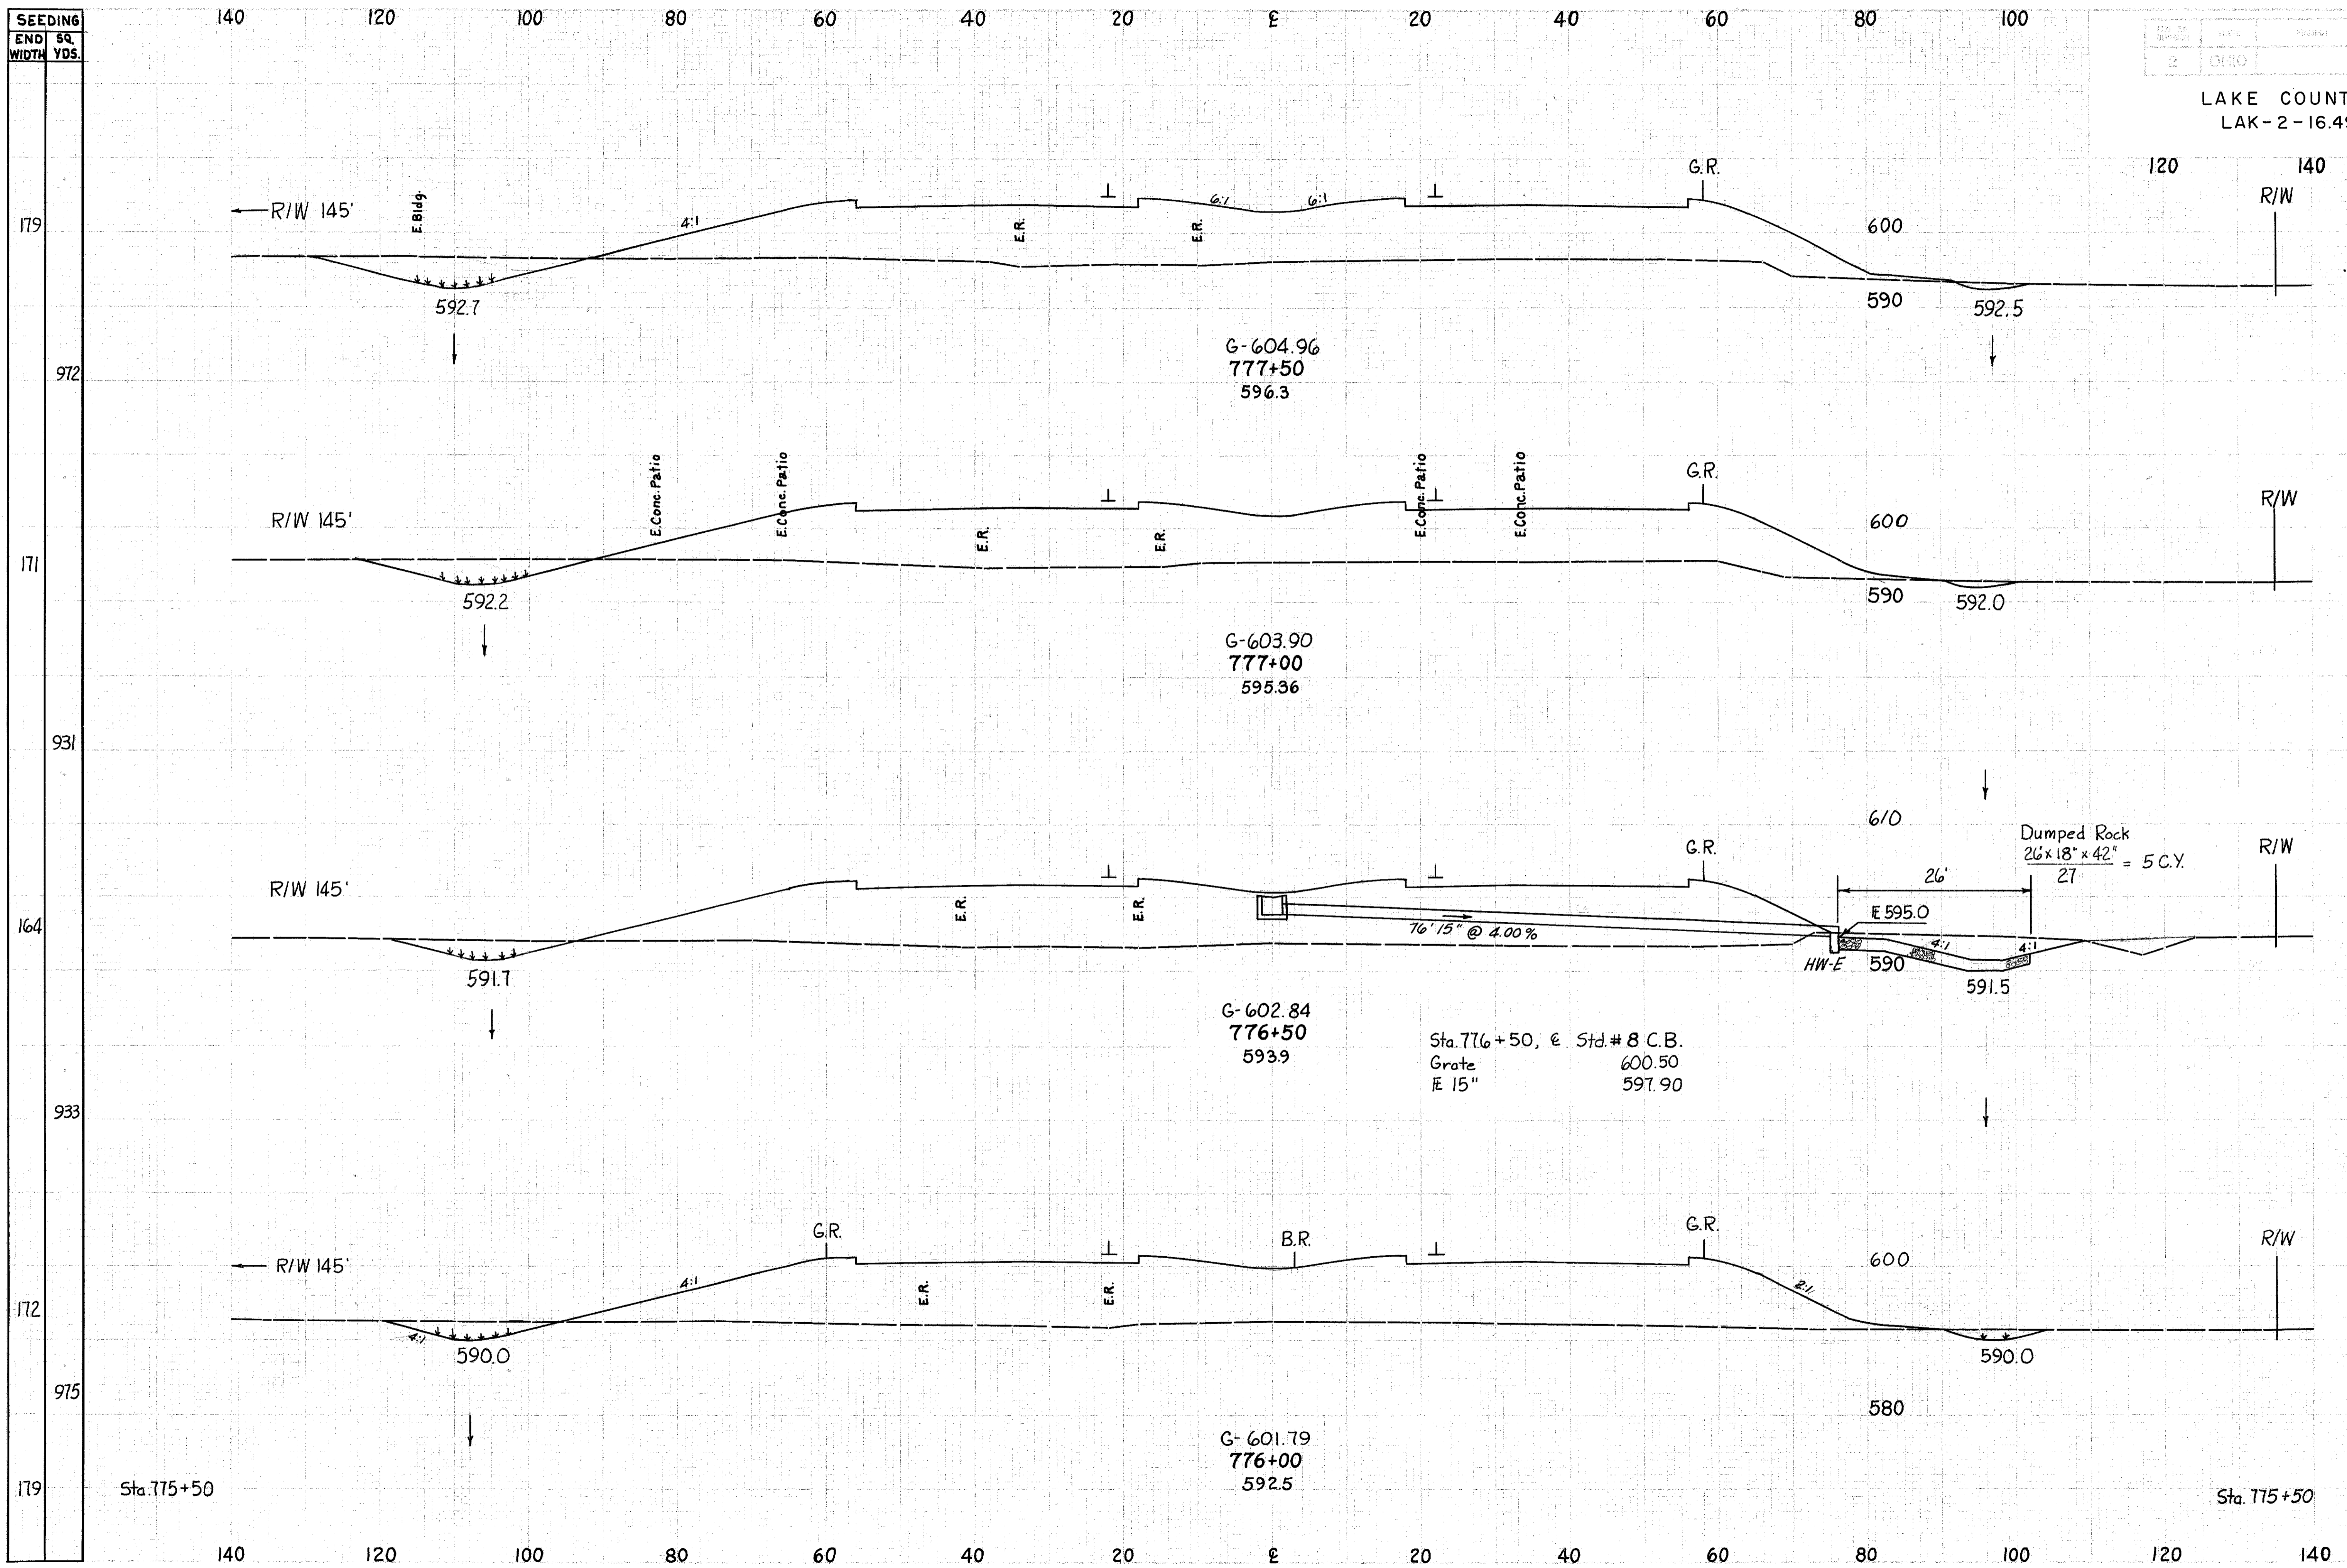 SEEDING
END WIDTH
SQ. YDS.
140 120 100 80 60 40 20 ℄ 20 40 60 80 100
2 OHIO
LAKE COUNT
LAK-2-16.49
120 140
179
R/W 145'
E.Bldg.
4:1
E.R.
E.R.
6:1
6:1
G.R.
600
R/W
592.7
590
592.5
G-604.96
777+50
596.3
972
E.Conc.Patio
E.Conc.Patio
E.Conc.Patio
E.Conc.Patio
G.R.
R/W 145'
E.R.
E.R.
600
R/W
171
592.2
590
592.0
G-603.90
777+00
595.36
931
610
Dumped Rock
26'x18"x42"
27
= 5 C.Y.
G.R.
R/W
R/W 145'
26'
E.R.
E.R.
164
76' 15" @ 4.00%
℄ 595.0
4:1
4:1
HW-E
590
591.7
591.5
G-602.84
776+50
593.9
Sta.776+50, ℄ Std.#8 C.B.
Grate 600.50
℄ 15" 597.90
933
G.R.
B.R.
G.R.
R/W
R/W 145'
4:1
E.R.
E.R.
600
2:1
172
4:1
590.0
590.0
975
580
G-601.79
776+00
592.5
179
Sta.775+50
Sta.775+50
140 120 100 80 60 40 20 ℄ 20 40 60 80 100 120 140